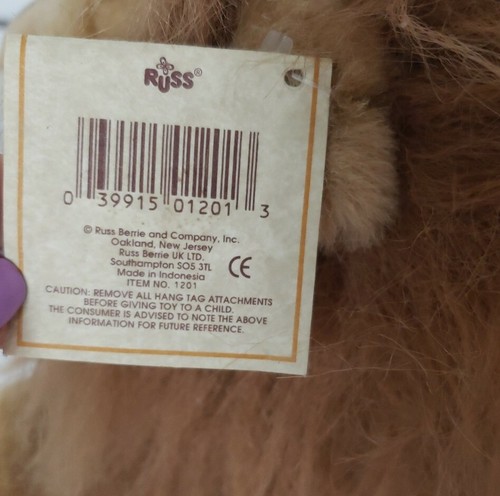 RUSS®
0 39915 01201 3
© Russ Berrie and Company, Inc.
Oakland, New Jersey
Russ Berrie UK LTD.
Southampton SO5 3TL
Made in Indonesia
ITEM NO. 1201
CE
CAUTION: REMOVE ALL HANG TAG ATTACHMENTS
BEFORE GIVING TOY TO A CHILD.
THE CONSUMER IS ADVISED TO NOTE THE ABOVE
INFORMATION FOR FUTURE REFERENCE.